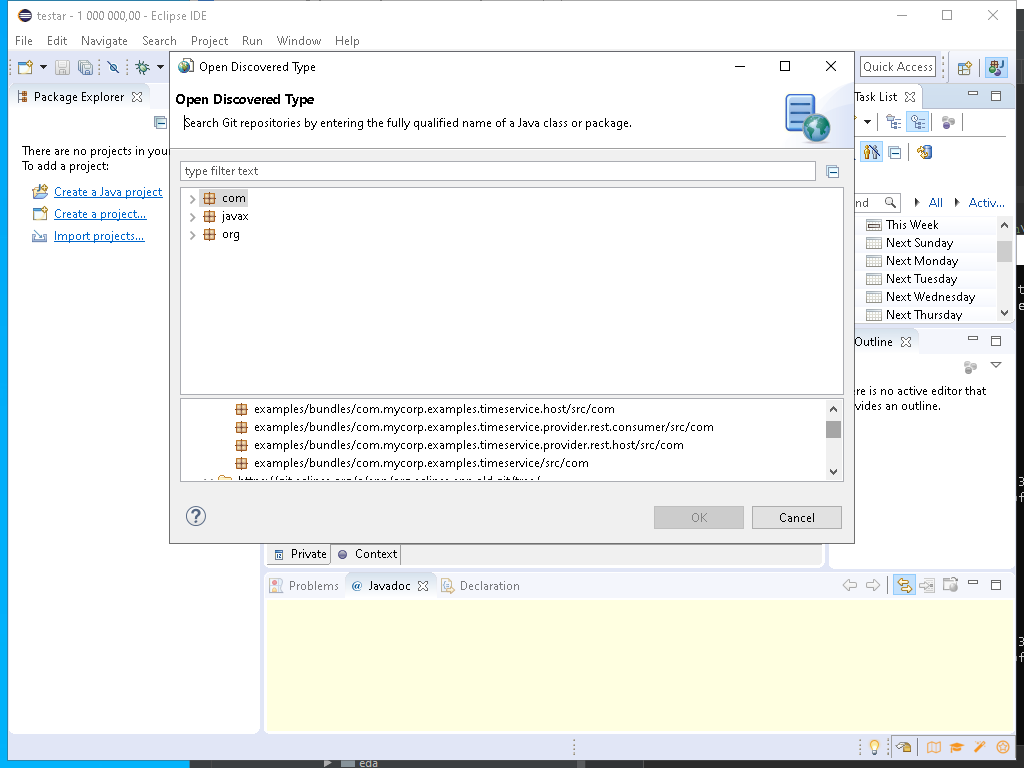 testar - 1 000 000,00 - Eclipse IDE
File Edit Navigate Search Project Run Window Help
Open Discovered Type
Quick Access
Package Explorer
Open Discovered Type
Task List
Search Git repositories by entering the fully qualified name of a Java class or package.
There are no projects in you
To add a project:
type filter text
Create a Java project
com
nd All Activ...
Create a project...
javax
This Week
Import projects...
org
Next Sunday
Next Monday
Next Tuesday
Next Wednesday
Next Thursday
Outline
re is no active editor that
vides an outline.
examples/bundles/com.mycorp.examples.timeservice.host/src/com
examples/bundles/com.mycorp.examples.timeservice.provider.rest.consumer/src/com
examples/bundles/com.mycorp.examples.timeservice.provider.rest.host/src/com
examples/bundles/com.mycorp.examples.timeservice/src/com
OK Cancel
Private Context
Problems @ Javadoc Declaration
eda